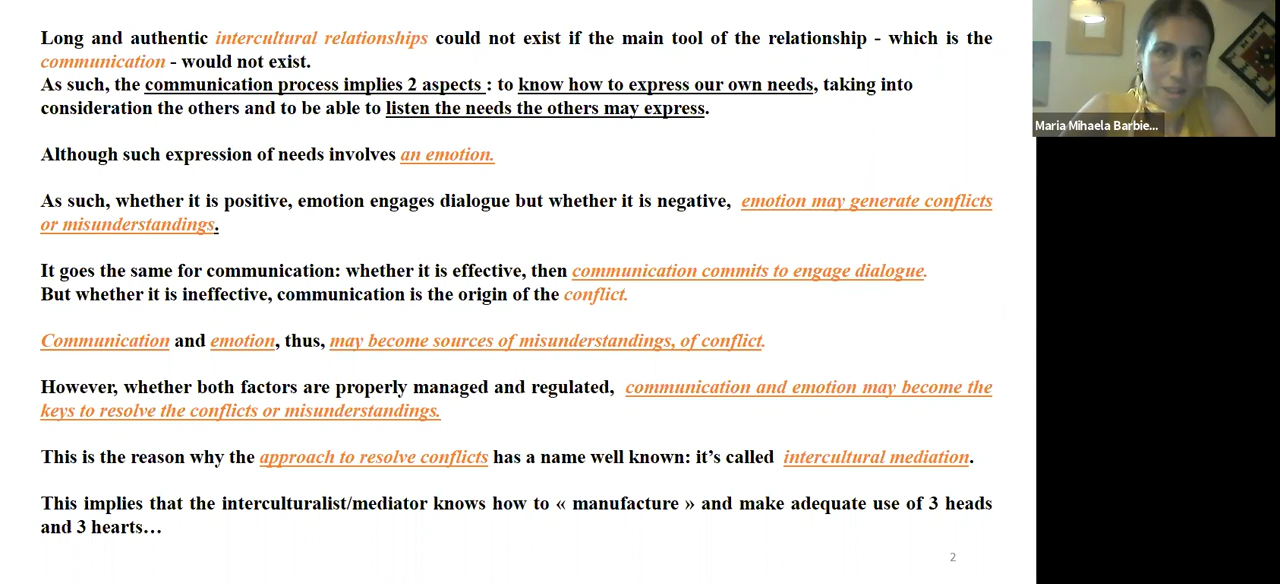 Long and authentic intercultural relationships could not exist if the main tool of the relationship - which is the
communication - would not exist.
As such, the communication process implies 2 aspects : to know how to express our own needs, taking into
consideration the others and to be able to listen the needs the others may express.
Although such expression of needs involves an emotion.
As such, whether it is positive, emotion engages dialogue but whether it is negative, emotion may generate conflicts
or misunderstandings.
It goes the same for communication: whether it is effective, then communication commits to engage dialogue.
But whether it is ineffective, communication is the origin of the conflict.
Communication and emotion, thus, may become sources of misunderstandings, of conflict.
However, whether both factors are properly managed and regulated, communication and emotion may become the
keys to resolve the conflicts or misunderstandings.
This is the reason why the approach to resolve conflicts has a name well known: it’s called intercultural mediation.
This implies that the interculturalist/mediator knows how to « manufacture » and make adequate use of 3 heads
and 3 hearts…
2
Maria Mihaela Barbie...